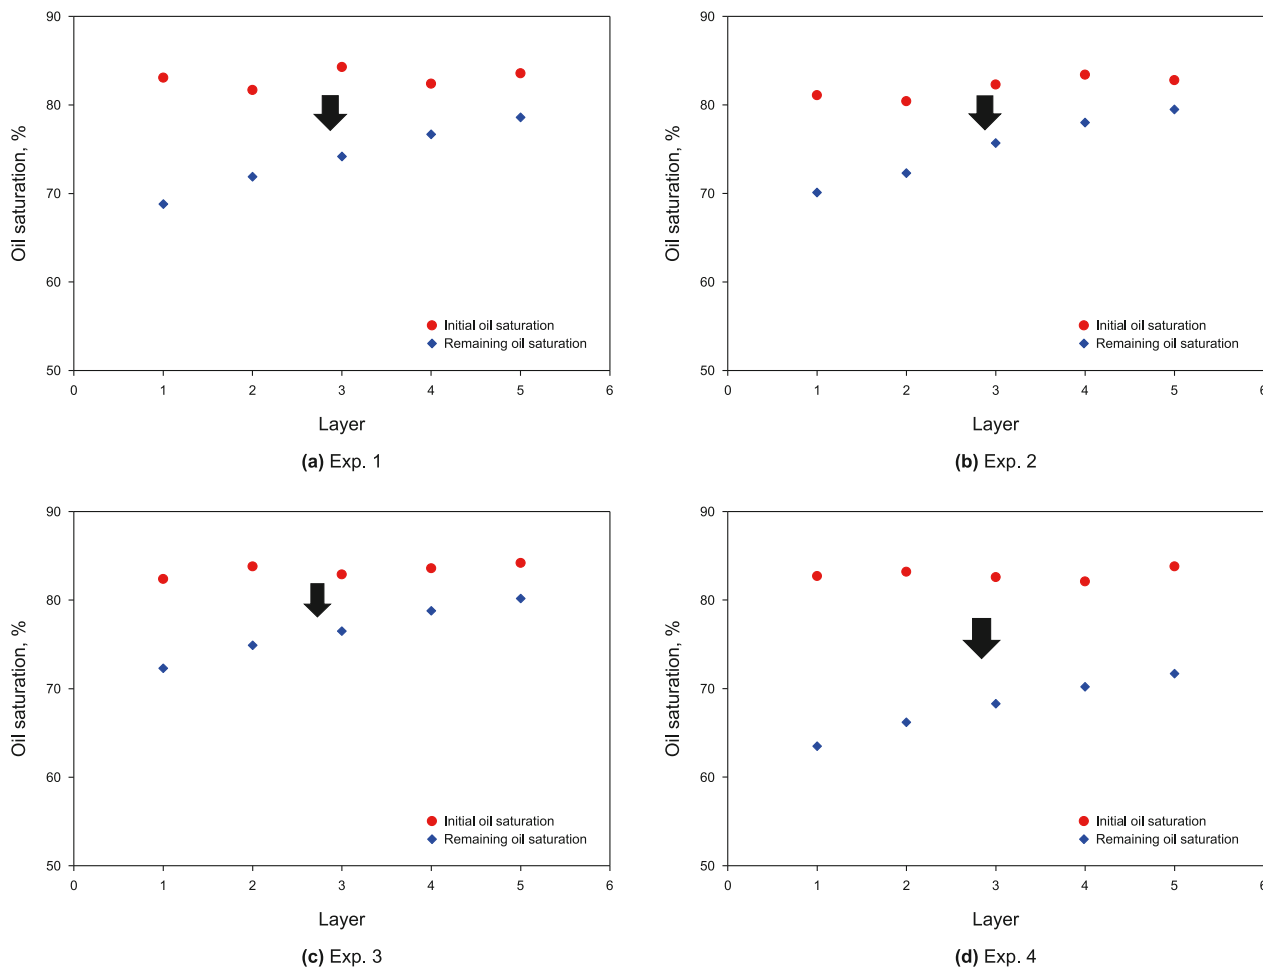 90
80
70
60
50
Oil saturation, %
0 1 2 3 4 5 6
Layer
Initial oil saturation
Remaining oil saturation
(a) Exp. 1
90
80
70
60
50
Oil saturation, %
0 1 2 3 4 5 6
Layer
Initial oil saturation
Remaining oil saturation
(b) Exp. 2
90
80
70
60
50
Oil saturation, %
0 1 2 3 4 5 6
Layer
Initial oil saturation
Remaining oil saturation
(c) Exp. 3
90
80
70
60
50
Oil saturation, %
0 1 2 3 4 5 6
Layer
Initial oil saturation
Remaining oil saturation
(d) Exp. 4